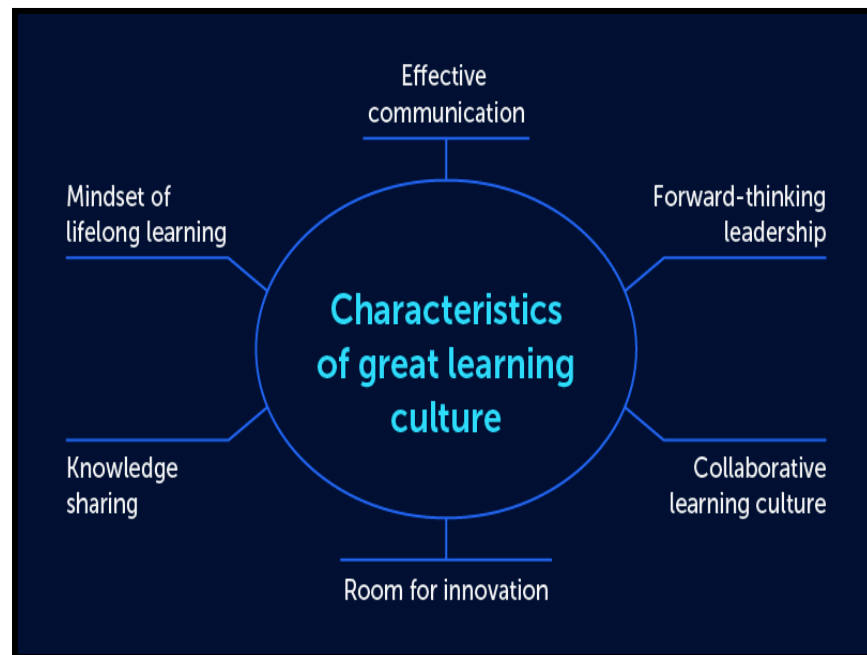 Effective
communication
Mindset of
lifelong learning
Forward-thinking
leadership
Characteristics
of great learning
culture
Knowledge
sharing
Collaborative
learning culture
Room for innovation